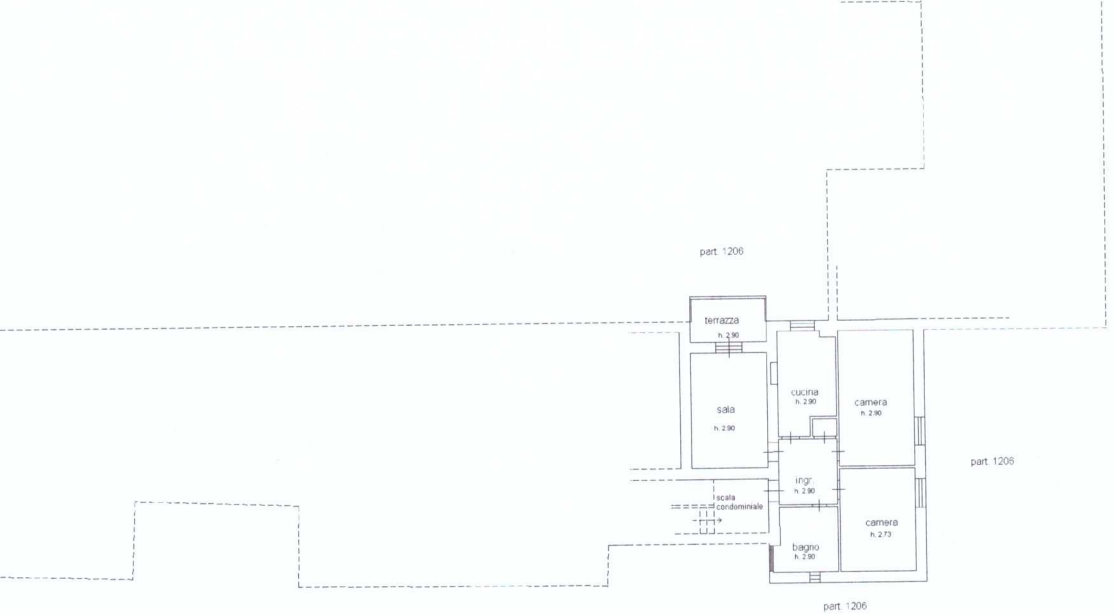 part. 1206
terrazza
h. 2.90
cucina
h. 2.90
camera
h. 2.90
sala
h. 2.90
part. 1206
ingr.
h. 2.90
scala
condominiale
camera
h. 2.73
bagno
h. 2.90
part. 1206